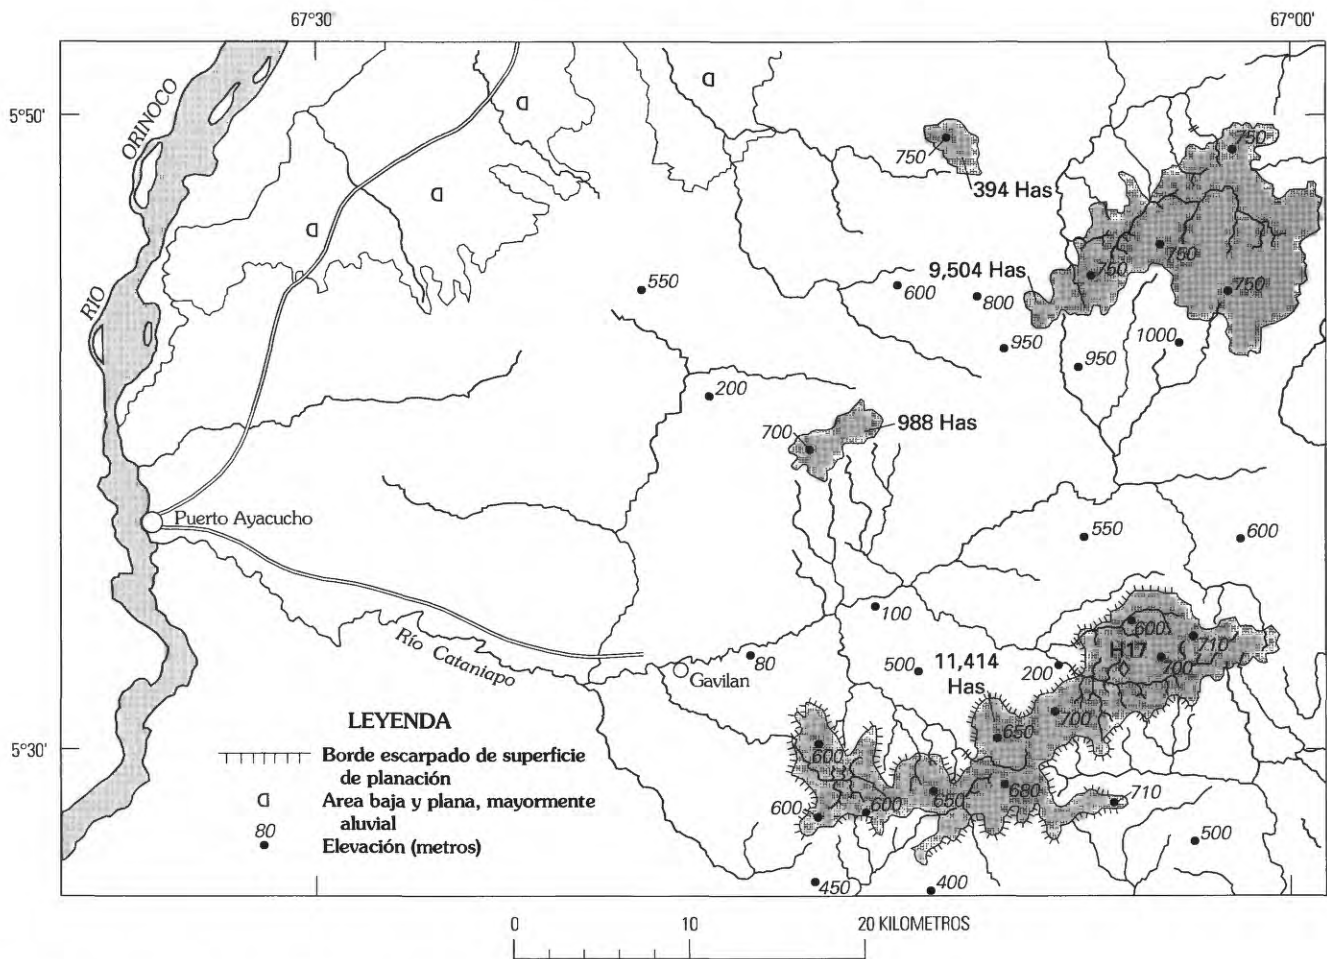 67°30'
67°00'
5°50'
5°30'
RIO
ORINOCO
D
D
D
D
750
394 Has
750
750
750
750
9,504 Has
550
600
800
950
950
1000
200
700
988 Has
Puerto Ayacucho
550
600
100
Río Cataniapo
80
Gavilan
500
11,414
Has
200
600
H17
710
700
700
650
600
600
600
650
680
710
500
450
400
LEYENDA
Borde escarpado de superficie
de planación
D Area baja y plana, mayormente
aluvial
80
Elevación (metros)
0 10 20 KILOMETROS